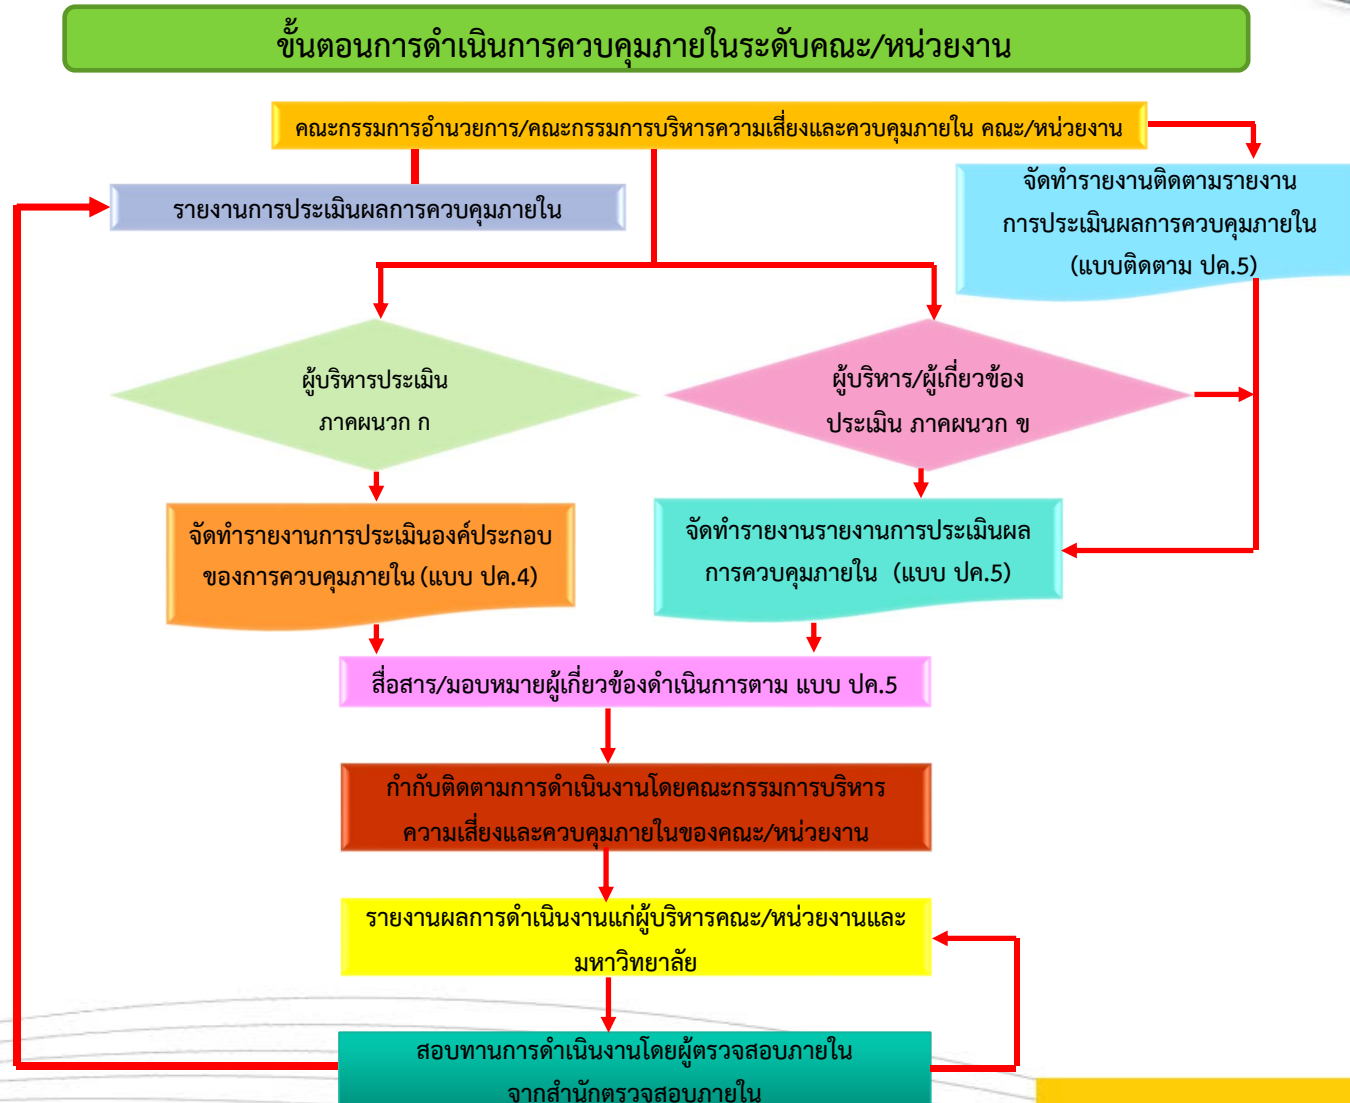 ขั้นตอนการดำเนินการควบคุมภายในระดับคณะ/หน่วยงาน
คณะกรรมการอำนวยการ/คณะกรรมการบริหารความเสี่ยงและควบคุมภายใน คณะ/หน่วยงาน
รายงานการประเมินผลการควบคุมภายใน
จัดทำรายงานติดตามรายงาน
การประเมินผลการควบคุมภายใน
(แบบติดตาม ปค.5)
ผู้บริหารประเมิน
ภาคผนวก ก
ผู้บริหาร/ผู้เกี่ยวข้อง
ประเมิน ภาคผนวก ข
จัดทำรายงานการประเมินองค์ประกอบ
ของการควบคุมภายใน (แบบ ปค.4)
จัดทำรายงานรายงานการประเมินผล
การควบคุมภายใน (แบบ ปค.5)
สื่อสาร/มอบหมายผู้เกี่ยวข้องดำเนินการตาม แบบ ปค.5
กำกับติดตามการดำเนินงานโดยคณะกรรมการบริหาร
ความเสี่ยงและควบคุมภายในของคณะ/หน่วยงาน
รายงานผลการดำเนินงานแก่ผู้บริหารคณะ/หน่วยงานและ
มหาวิทยาลัย
สอบทานการดำเนินงานโดยผู้ตรวจสอบภายใน
จากสำนักตรวจสอบภายใน